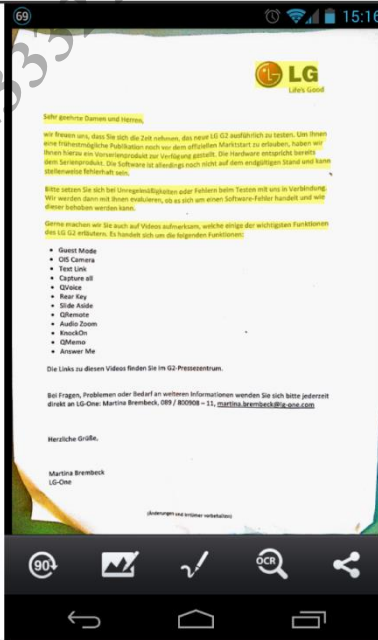 69
15:16
LG
Life's Good
Sehr geehrte Damen und Herren,
wir freuen uns, dass Sie sich die Zeit nehmen, das neue LG G2 ausführlich zu testen. Um Ihnen
eine frühestmögliche Publikation noch vor dem offiziellen Marktstart zu erlauben, haben wir
Ihnen hierzu ein Vorserienprodukt zur Verfügung gestellt. Die Hardware entspricht bereits
dem Serienprodukt. Die Software ist allerdings noch nicht auf dem endgültigen Stand und kann
stellenweise fehlerhaft sein.
Bitte setzen Sie sich bei Unregelmäßigkeiten oder Fehlern beim Testen mit uns in Verbindung.
Wir werden dann mit Ihnen evaluieren, ob es sich um einen Software-Fehler handelt und wie
dieser behoben werden kann.
Gerne machen wir Sie auch auf Videos aufmerksam, welche einige der wichtigsten Funktionen
des LG G2 erläutern. Es handelt sich um die folgenden Funktionen:
• Guest Mode
• OIS Camera
• Text Link
• Capture all
• QVoice
• Rear Key
• Slide Aside
• QRemote
• Audio Zoom
• KnockOn
• QMemo
• Answer Me
Die Links zu diesen Videos finden Sie im G2-Pressezentrum.
Bei Fragen, Problemen oder Bedarf an weiteren Informationen wenden Sie sich bitte jederzeit
direkt an LG-One: Martina Brembeck, 089 / 800908 – 11, martina.brembeck@lg-one.com
Herzliche Grüße,
Martina Brembeck
LG-One
(Änderungen und Irrtümer vorbehalten)
90
OCR